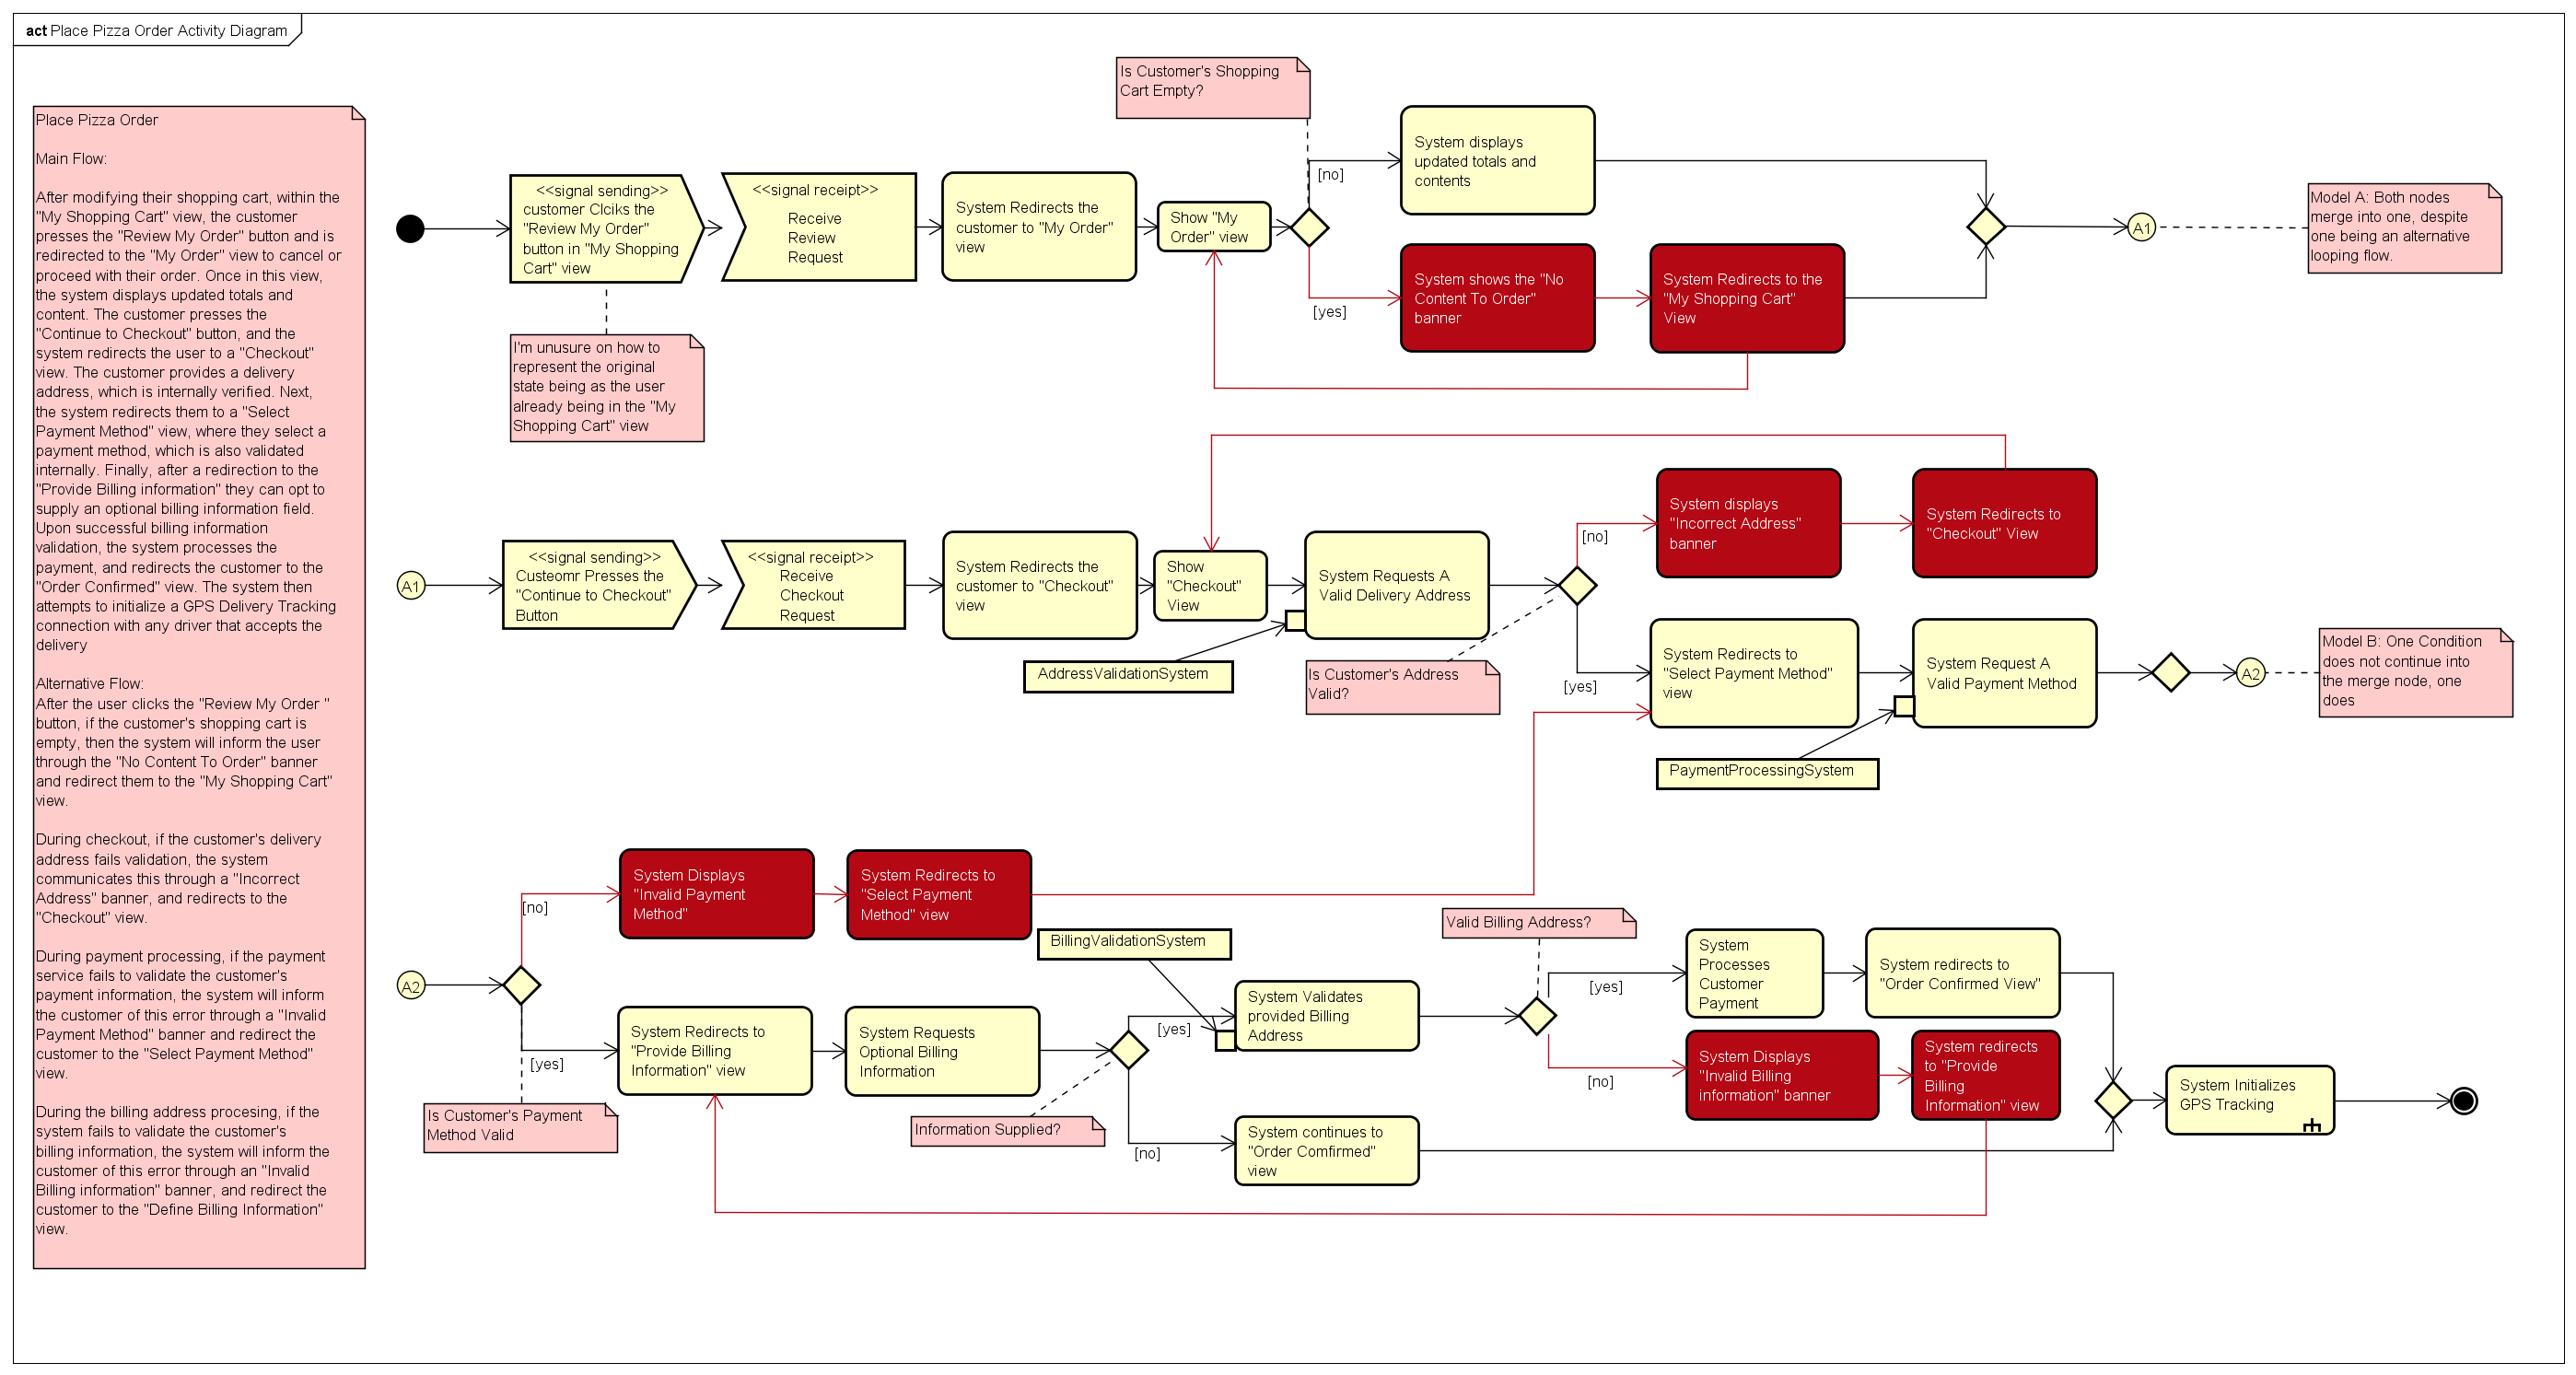 act Place Pizza Order Activity Diagram
Place Pizza Order
Main Flow:
After modifying their shopping cart, within the
"My Shopping Cart" view, the customer
presses the "Review My Order" button and is
redirected to the "My Order" view to cancel or
proceed with their order. Once in this view,
the system displays updated totals and
content. The customer presses the
"Continue to Checkout" button, and the
system redirects the user to a "Checkout"
view. The customer provides a delivery
address, which is internally verified. Next,
the system redirects them to a "Select
Payment Method" view, where they select a
payment method, which is also validated
internally. Finally, after a redirection to the
"Provide Billing information" they can opt to
supply an optional billing information field.
Upon successful billing information
validation, the system processes the
payment, and redirects the customer to the
"Order Confirmed" view. The system then
attempts to initialize a GPS Delivery Tracking
connection with any driver that accepts the
delivery
Alternative Flow:
After the user clicks the "Review My Order "
button, if the customer's shopping cart is
empty, then the system will inform the user
through the "No Content To Order" banner
and redirect them to the "My Shopping Cart"
view.
During checkout, if the customer's delivery
address fails validation, the system
communicates this through a "Incorrect
Address" banner, and redirects to the
"Checkout" view.
During payment processing, if the payment
service fails to validate the customer's
payment information, the system will inform
the customer of this error through a "Invalid
Payment Method" banner and redirect the
customer to the "Select Payment Method"
view.
During the billing address procesing, if the
system fails to validate the customer's
billing information, the system will inform the
customer of this error through an "Invalid
Billing information" banner, and redirect the
customer to the "Define Billing Information"
view.
<<signal sending>>
customer Clciks the
"Review My Order"
button in "My Shopping
Cart" view
I'm unusure on how to
represent the original
state being as the user
already being in the "My
Shopping Cart" view
<<signal receipt>>
Receive
Review
Request
System Redirects the
customer to "My Order"
view
Show "My
Order" view
Is Customer's Shopping
Cart Empty?
[no]
[yes]
System displays
updated totals and
contents
System shows the "No
Content To Order"
banner
System Redirects to the
"My Shopping Cart"
View
A1
Model A: Both nodes
merge into one, despite
one being an alternative
looping flow.
A1
<<signal sending>>
Custeomr Presses the
"Continue to Checkout"
Button
<<signal receipt>>
Receive
Checkout
Request
System Redirects the
customer to "Checkout"
view
Show
"Checkout"
View
System Requests A
Valid Delivery Address
AddressValidationSystem
Is Customer's Address
Valid?
[no]
[yes]
System displays
"Incorrect Address"
banner
System Redirects to
"Checkout" View
System Redirects to
"Select Payment Method"
view
System Request A
Valid Payment Method
PaymentProcessingSystem
A2
Model B: One Condition
does not continue into
the merge node, one
does
A2
[no]
[yes]
Is Customer's Payment
Method Valid
System Displays
"Invalid Payment
Method"
System Redirects to
"Select Payment
Method" view
System Redirects to
"Provide Billing
Information" view
System Requests
Optional Billing
Information
Information Supplied?
BillingValidationSystem
[yes]
[no]
System Validates
provided Billing
Address
System continues to
"Order Comfirmed"
view
Valid Billing Address?
[yes]
[no]
System
Processes
Customer
Payment
System redirects to
"Order Confirmed View"
System Displays
"Invalid Billing
information" banner
System redirects
to "Provide
Billing
Information" view
System Initializes
GPS Tracking